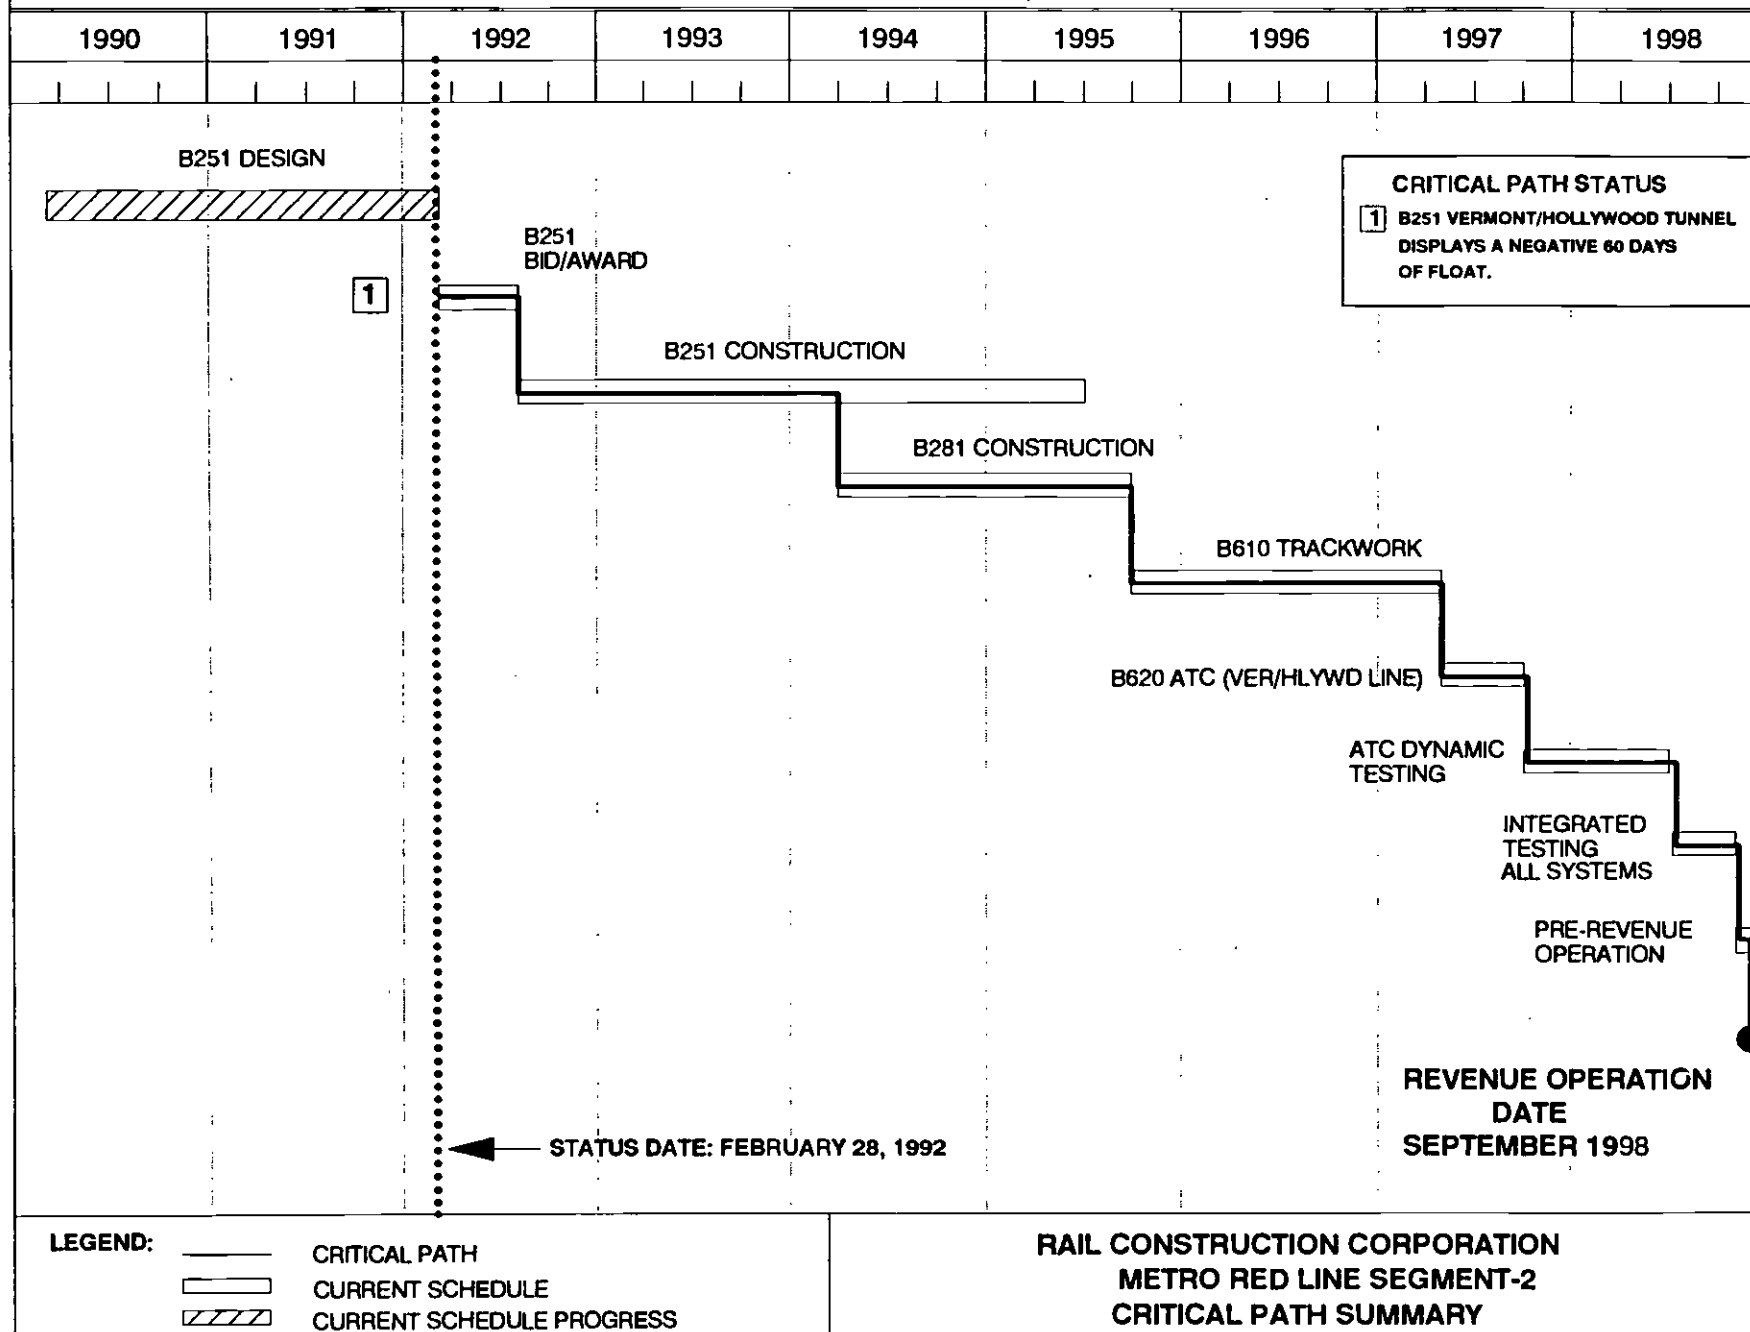 1990 1991 1992 1993 1994 1995 1996 1997 1998
B251 DESIGN
CRITICAL PATH STATUS
1 B251 VERMONT/HOLLYWOOD TUNNEL
DISPLAYS A NEGATIVE 60 DAYS
OF FLOAT.
B251
BID/AWARD
1
B251 CONSTRUCTION
B281 CONSTRUCTION
B610 TRACKWORK
B620 ATC (VER/HLYWD LINE)
ATC DYNAMIC
TESTING
INTEGRATED
TESTING
ALL SYSTEMS
PRE-REVENUE
OPERATION
REVENUE OPERATION
DATE
SEPTEMBER 1998
STATUS DATE: FEBRUARY 28, 1992
LEGEND:
CRITICAL PATH
CURRENT SCHEDULE
CURRENT SCHEDULE PROGRESS
RAIL CONSTRUCTION CORPORATION
METRO RED LINE SEGMENT-2
CRITICAL PATH SUMMARY